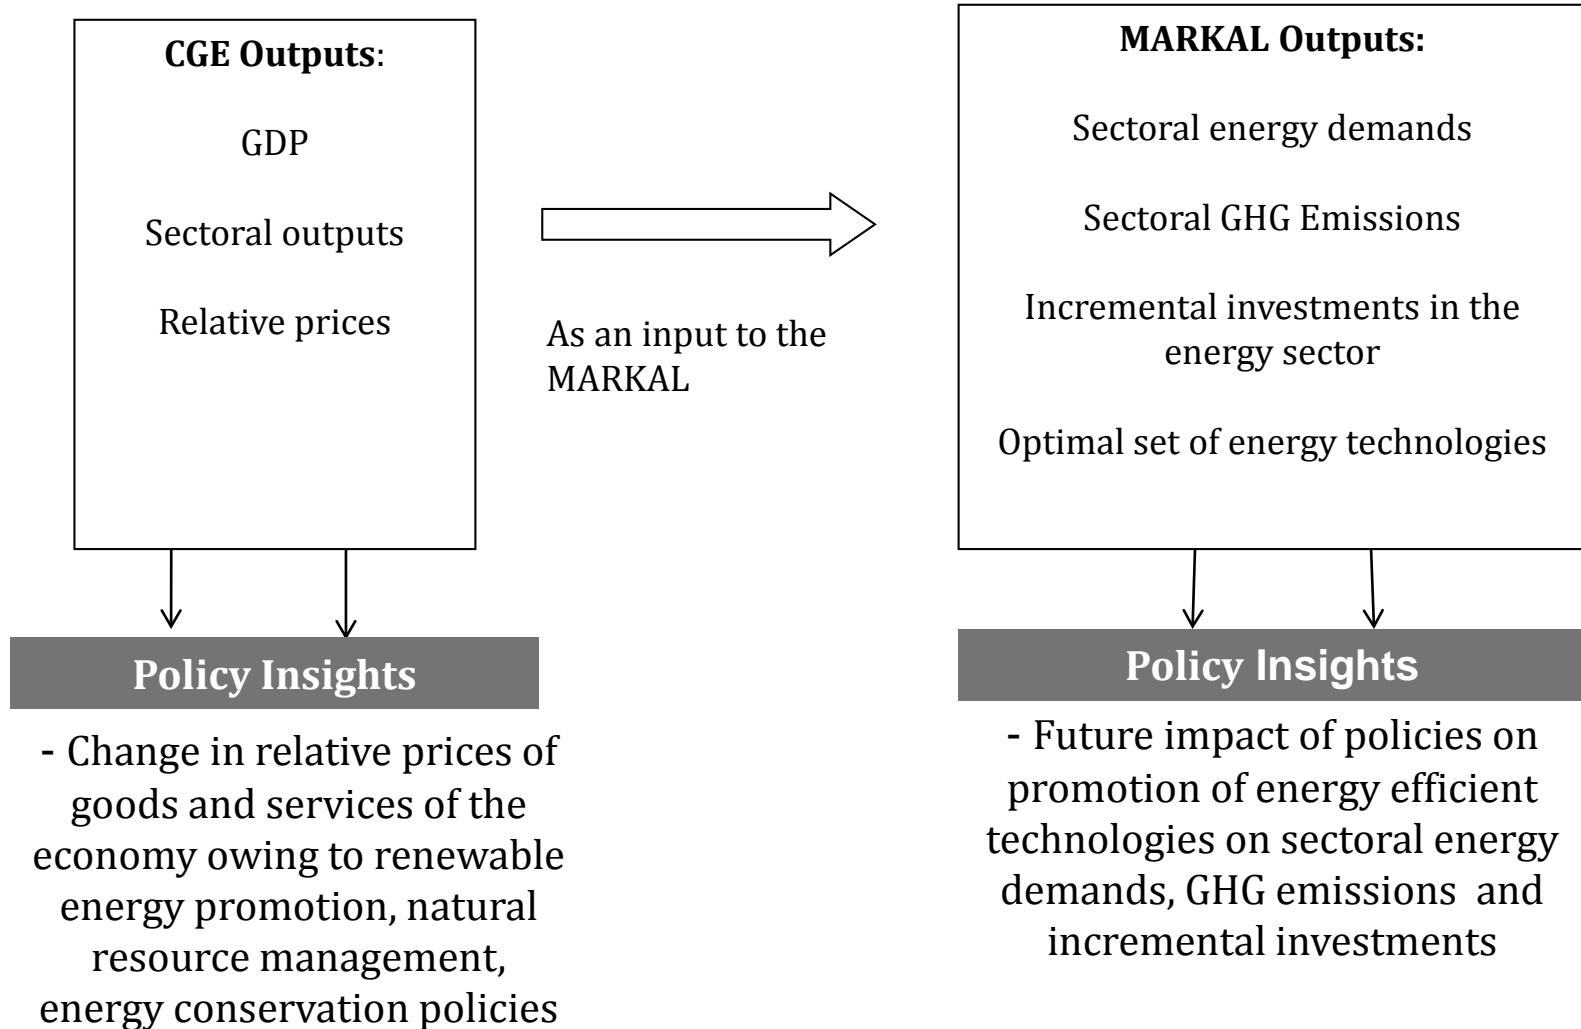 CGE Outputs:
GDP
Sectoral outputs
Relative prices
As an input to the
MARKAL
MARKAL Outputs:
Sectoral energy demands
Sectoral GHG Emissions
Incremental investments in the
energy sector
Optimal set of energy technologies
Policy Insights
- Change in relative prices of
goods and services of the
economy owing to renewable
energy promotion, natural
resource management,
energy conservation policies
Policy Insights
- Future impact of policies on
promotion of energy efficient
technologies on sectoral energy
demands, GHG emissions and
incremental investments